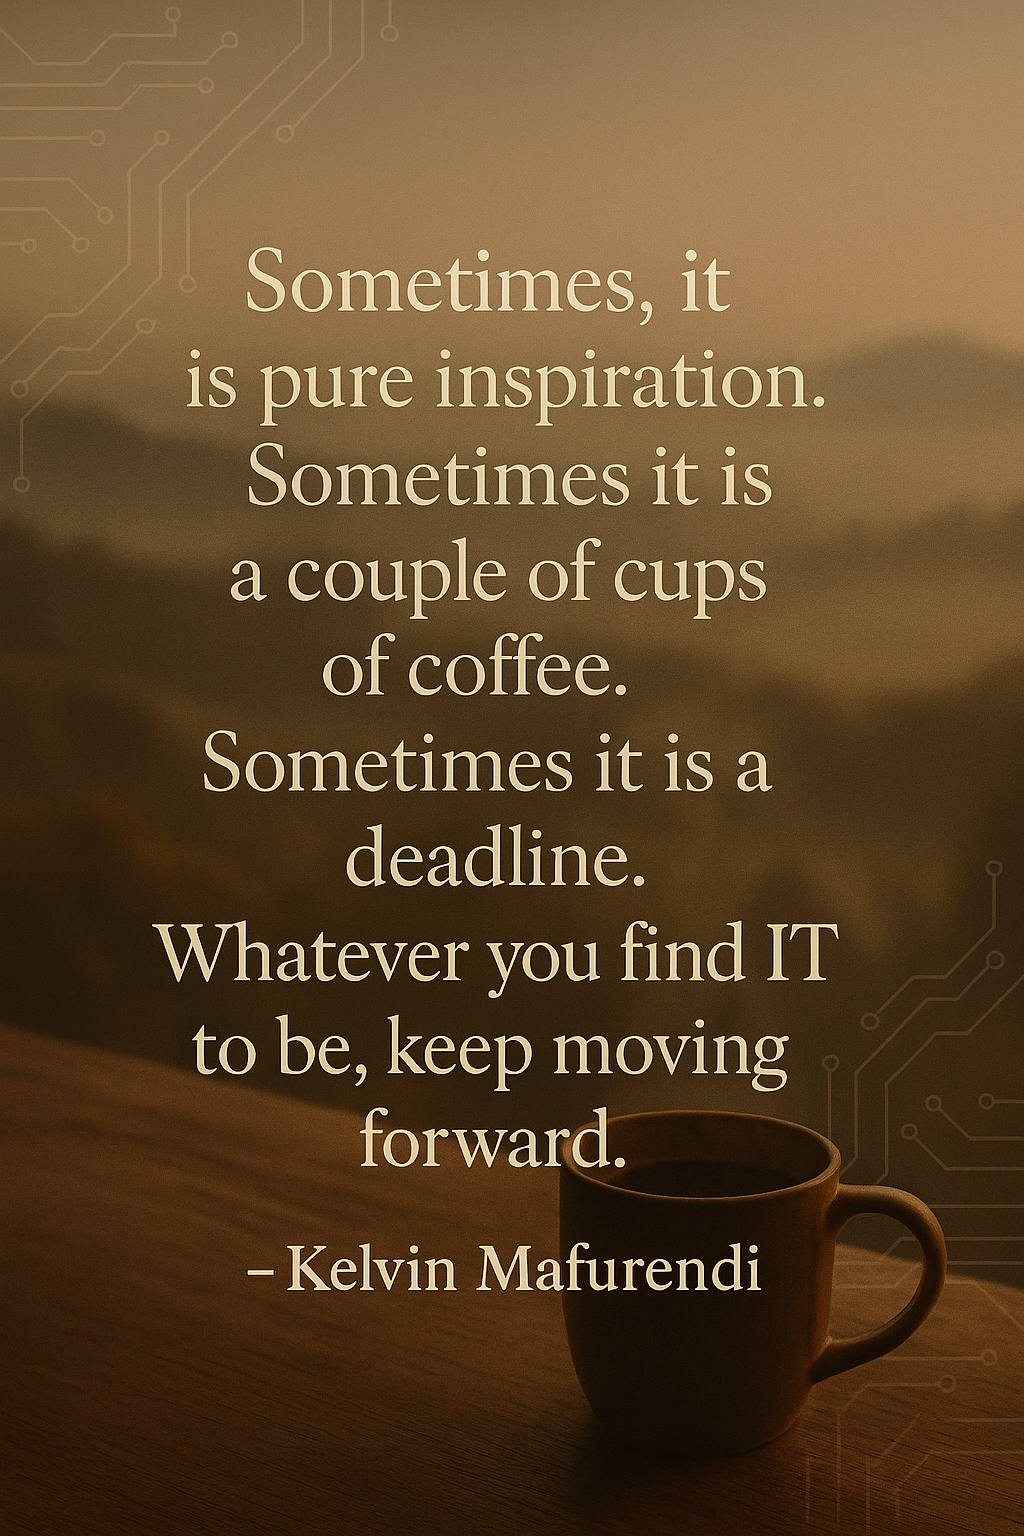 Sometimes, it
is pure inspiration.
Sometimes it is
a couple of cups
of coffee.
Sometimes it is a
deadline.
Whatever you find IT
to be, keep moving
forward.
– Kelvin Mafurendi